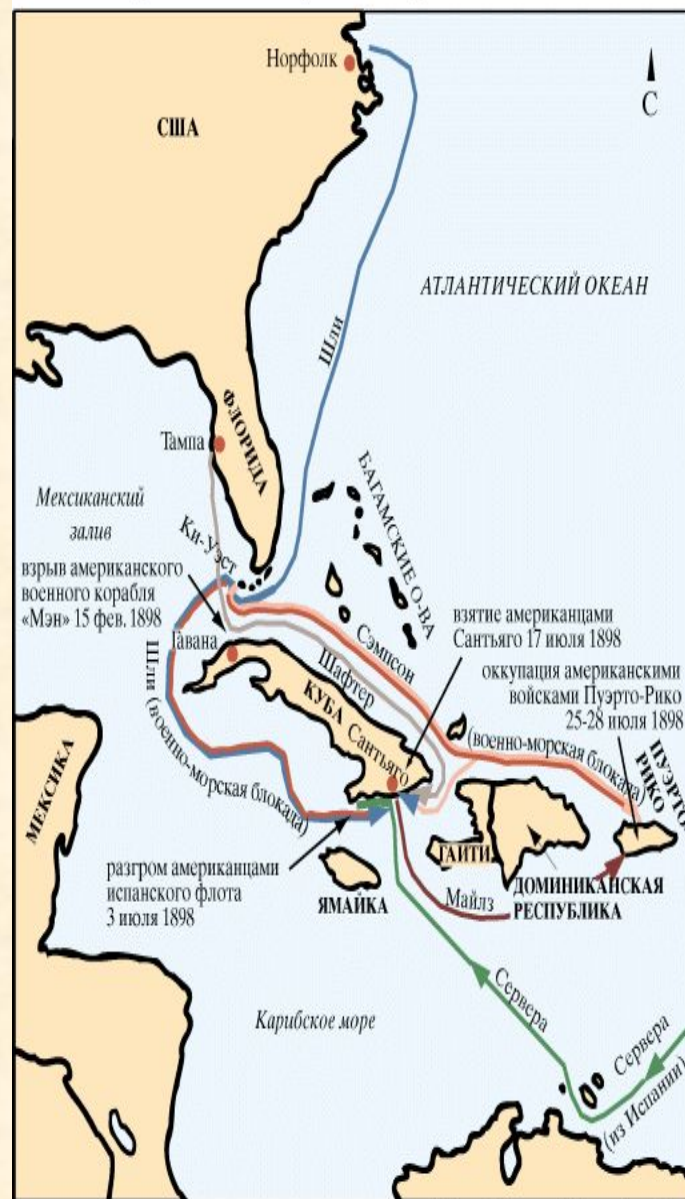 Норфолк
С
США
АТЛАНТИЧЕСКИЙ ОКЕАН
Шли
ФЛОРИДА
Тампа
Мексиканский
залив
БАГАМСКИЕ О-ВА
Ки-Уэст
взрыв американского
военного корабля
«Мэн» 15 фев. 1898
взятие американцами
Сантьяго 17 июля 1898
Гавана
Сэмпсон
Шафтер
оккупация американскими
войсками Пуэрто-Рико
25-28 июля 1898
КУБА
Сантьяго
Шли (военно-морская блокада)
(военно-морская блокада)
ПУЭРТО-
РИКО
МЕКСИКА
ГАИТИ
разгром американцами
испанского флота
3 июля 1898
ЯМАЙКА
Майлз
ДОМИНИКАНСКАЯ
РЕСПУБЛИКА
Карибское море
Сервера
Сервера
(из Испании)